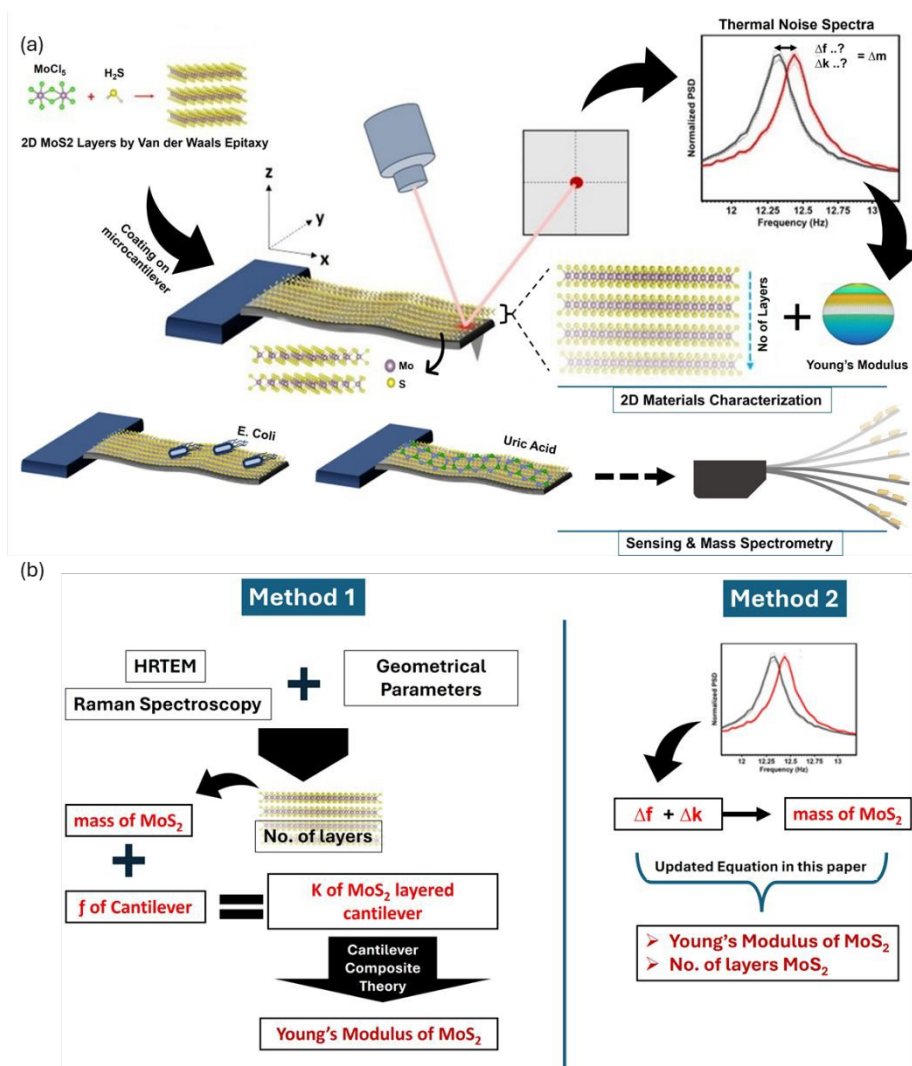 (a)
MoCl5
H2S
+
2D MoS2 Layers by Van der Waals Epitaxy
Coating on
microcantilever
z
y
x
Thermal Noise Spectra
Δf ..?
Δk ..?
= Δm
Normalized PSD
12 12.25 12.5 12.75 13
Frequency (Hz)
No of Layers
+
Young's Modulus
Mo
S
2D Materials Characterization
E. Coli
Uric Acid
Sensing & Mass Spectrometry
(b)
Method 1
HRTEM
Raman Spectroscopy
+
Geometrical
Parameters
mass of MoS2
No. of layers
+
ƒ of Cantilever
=
K of MoS2 layered
cantilever
Cantilever
Composite
Theory
Young's Modulus of MoS2
Method 2
Normalized PSD
12 12.25 12.5 12.75 13
Frequency (Hz)
Δf + Δk
mass of MoS2
Updated Equation in this paper
➢ Young's Modulus of MoS2
➢ No. of layers MoS2